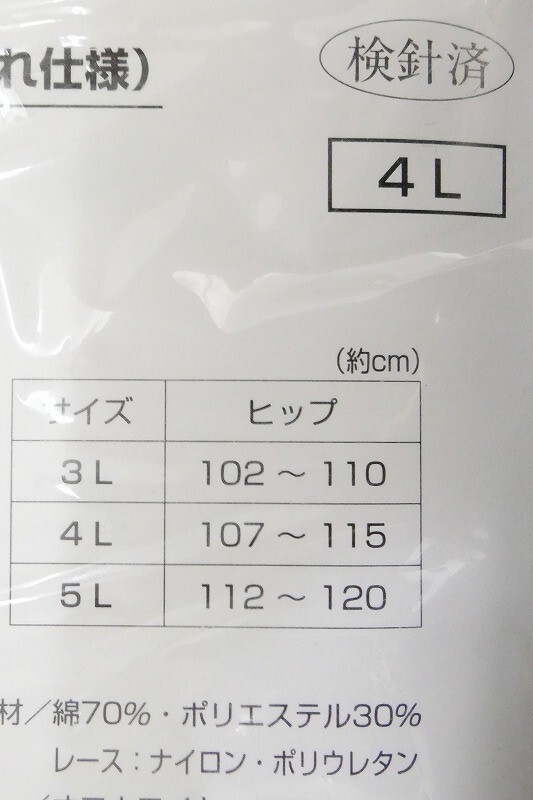 れ仕様）
検針済
4L
（約cm）
サイズ ヒップ
3L 102～110
4L 107～115
5L 112～120
材／綿70%・ポリエステル30%
レース：ナイロン・ポリウレタン